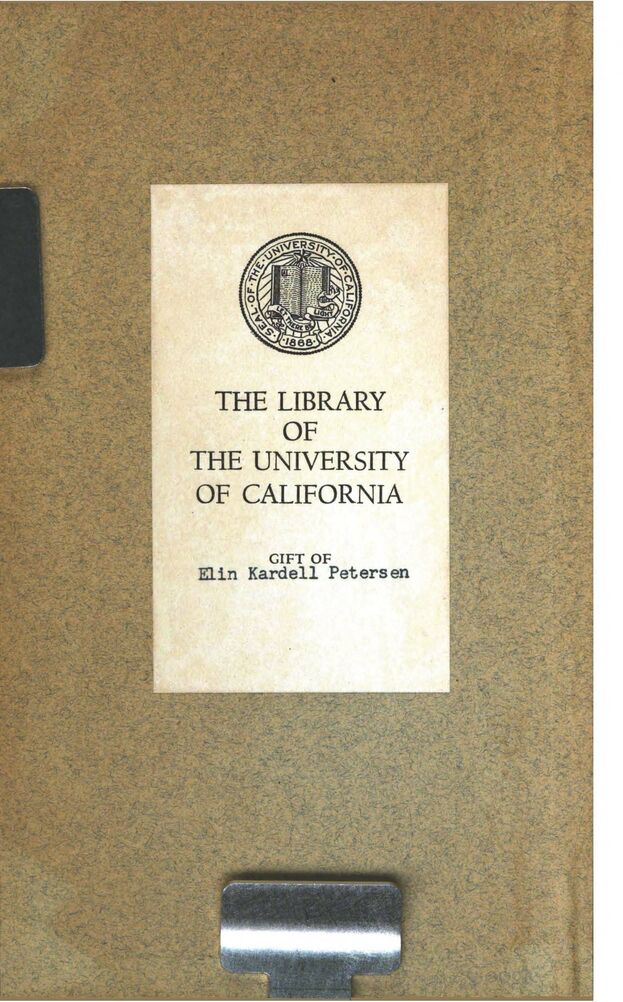 SEAL·OF·THE·UNIVERSITY·OF·CALIFORNIA·
LET THERE BE LIGHT
·1868·
THE LIBRARY
OF
THE UNIVERSITY
OF CALIFORNIA
GIFT OF
Elin Kardell Petersen